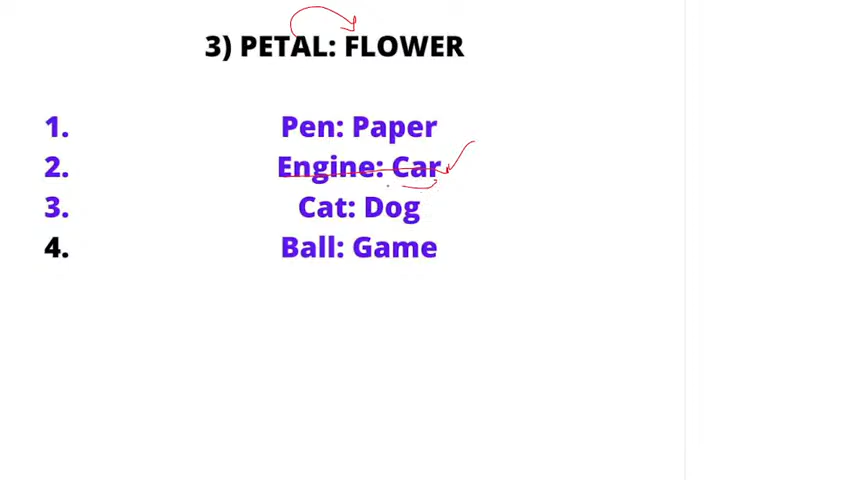 3) PETAL: FLOWER
1. Pen: Paper
2. Engine: Car
3. Cat: Dog
4. Ball: Game